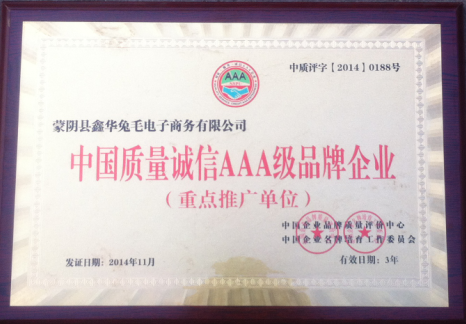 AAA
中质评字【2014】0188号
蒙阴县鑫华兔毛电子商务有限公司
中国质量诚信AAA级品牌企业
（重点推广单位）
中国企业品牌质量评价中心
中国企业名牌培育工作委员会
发证日期：2014年11月
有效日期：3年